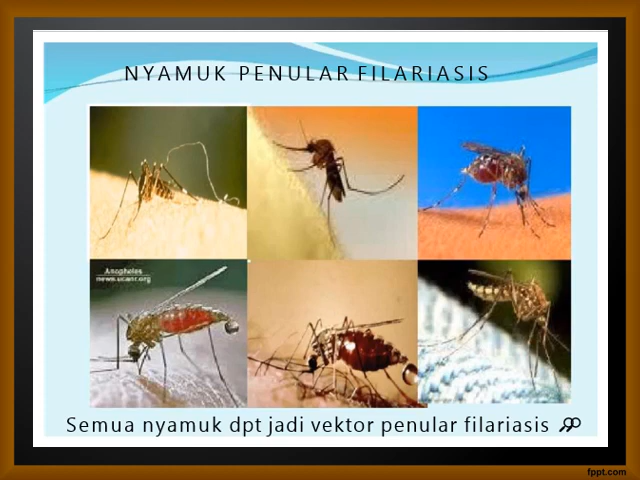 NYAMUK PENULAR FILARIASIS
Anopheles
news.ucanr.org
Semua nyamuk dpt jadi vektor penular filariasis
fppt.com